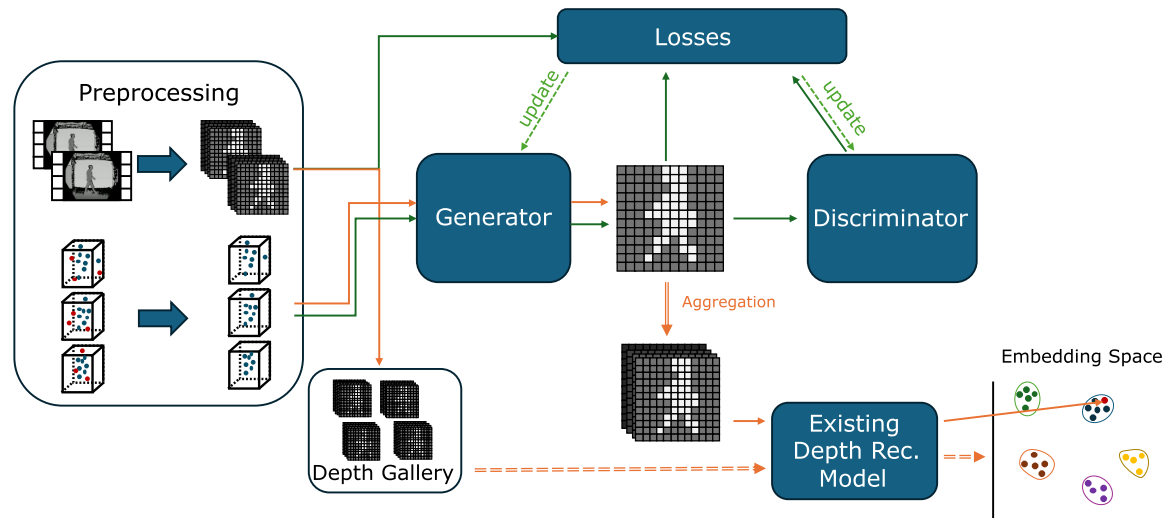 Losses
Preprocessing
update
update
Generator
Discriminator
Aggregation
Embedding Space
Existing
Depth Rec.
Model
Depth Gallery